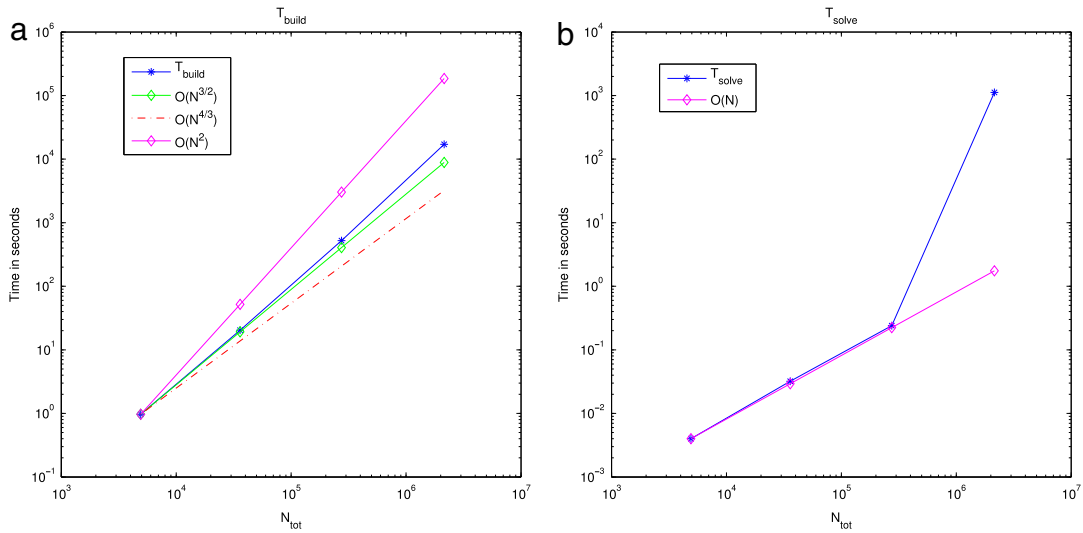 a
T_build
10^6
10^5
10^4
10^3
10^2
10^1
10^0
10^-1
Time in seconds
T_build
O(N^3/2)
O(N^4/3)
O(N^2)
10^3
10^4
10^5
10^6
10^7
N_tot
b
T_solve
10^4
10^3
10^2
10^1
10^0
10^-1
10^-2
10^-3
Time in seconds
T_solve
O(N)
10^3
10^4
10^5
10^6
10^7
N_tot